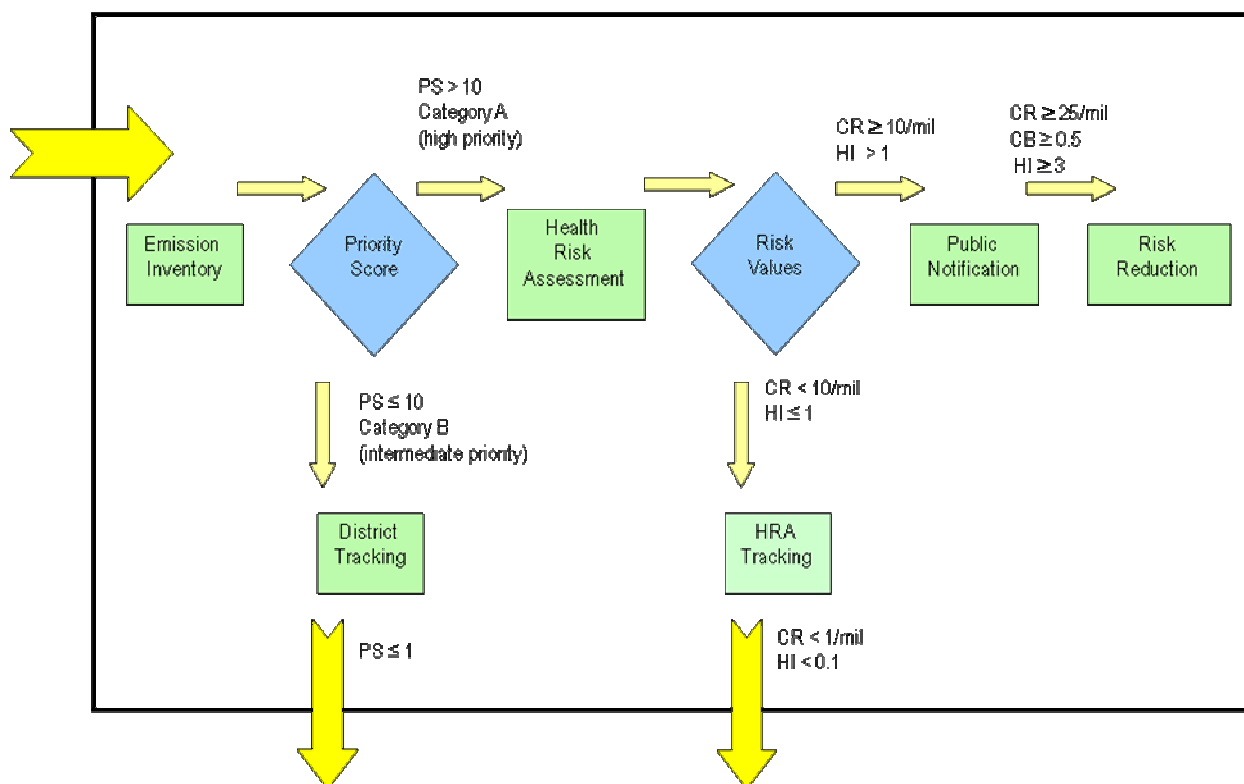 PS > 10
Category A
(high priority)
CR ≥ 10/mil
HI > 1
CR ≥ 25/mil
CB ≥ 0.5
HI ≥ 3
Emission
Inventory
Priority
Score
Health
Risk
Assessment
Risk
Values
Public
Notification
Risk
Reduction
PS ≤ 10
Category B
(intermediate priority)
CR < 10/mil
HI ≤ 1
District
Tracking
HRA
Tracking
PS ≤ 1
CR < 1/mil
HI < 0.1